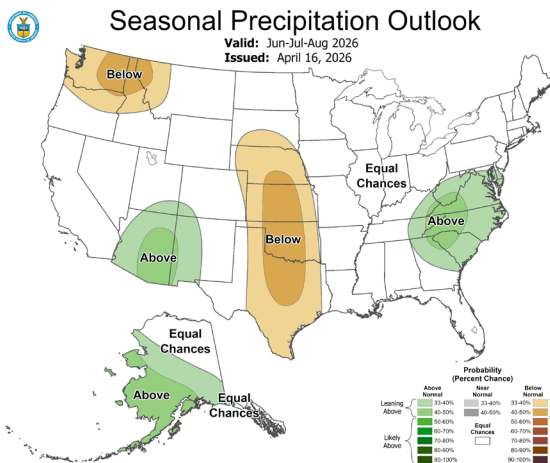 Seasonal Precipitation Outlook
Valid: Jun-Jul-Aug 2026
Issued: April 16, 2026
Below
Equal
Chances
Above
Above
Below
Equal
Chances
Above
Equal
Chances
Probability
(Percent Chance)
Above
Normal
Near
Normal
Below
Normal
Leaning
Above
Likely
Above
33-40%
40-50%
50-60%
60-70%
70-80%
80-90%
90-100%
33-40%
40-50%
Equal
Chances
33-40%
40-50%
50-60%
60-70%
70-80%
80-90%
90-100%